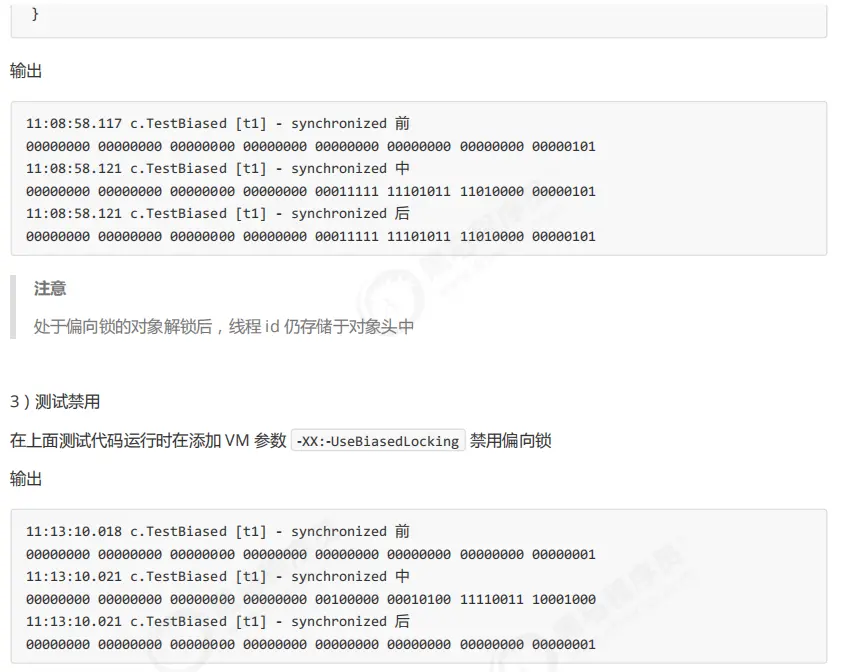 }
输出
11:08:58.117 c.TestBiased [t1] - synchronized 前
00000000 00000000 00000000 00000000 00000000 00000000 00000000 00000101
11:08:58.121 c.TestBiased [t1] - synchronized 中
00000000 00000000 00000000 00000000 00011111 11101011 11010000 00000101
11:08:58.121 c.TestBiased [t1] - synchronized 后
00000000 00000000 00000000 00000000 00011111 11101011 11010000 00000101
注意
处于偏向锁的对象解锁后，线程 id 仍存储于对象头中
3）测试禁用
在上面测试代码运行时在添加 VM 参数 -XX:-UseBiasedLocking 禁用偏向锁
输出
11:13:10.018 c.TestBiased [t1] - synchronized 前
00000000 00000000 00000000 00000000 00000000 00000000 00000000 00000001
11:13:10.021 c.TestBiased [t1] - synchronized 中
00000000 00000000 00000000 00000000 00100000 00010100 11110011 10001000
11:13:10.021 c.TestBiased [t1] - synchronized 后
00000000 00000000 00000000 00000000 00000000 00000000 00000000 00000001